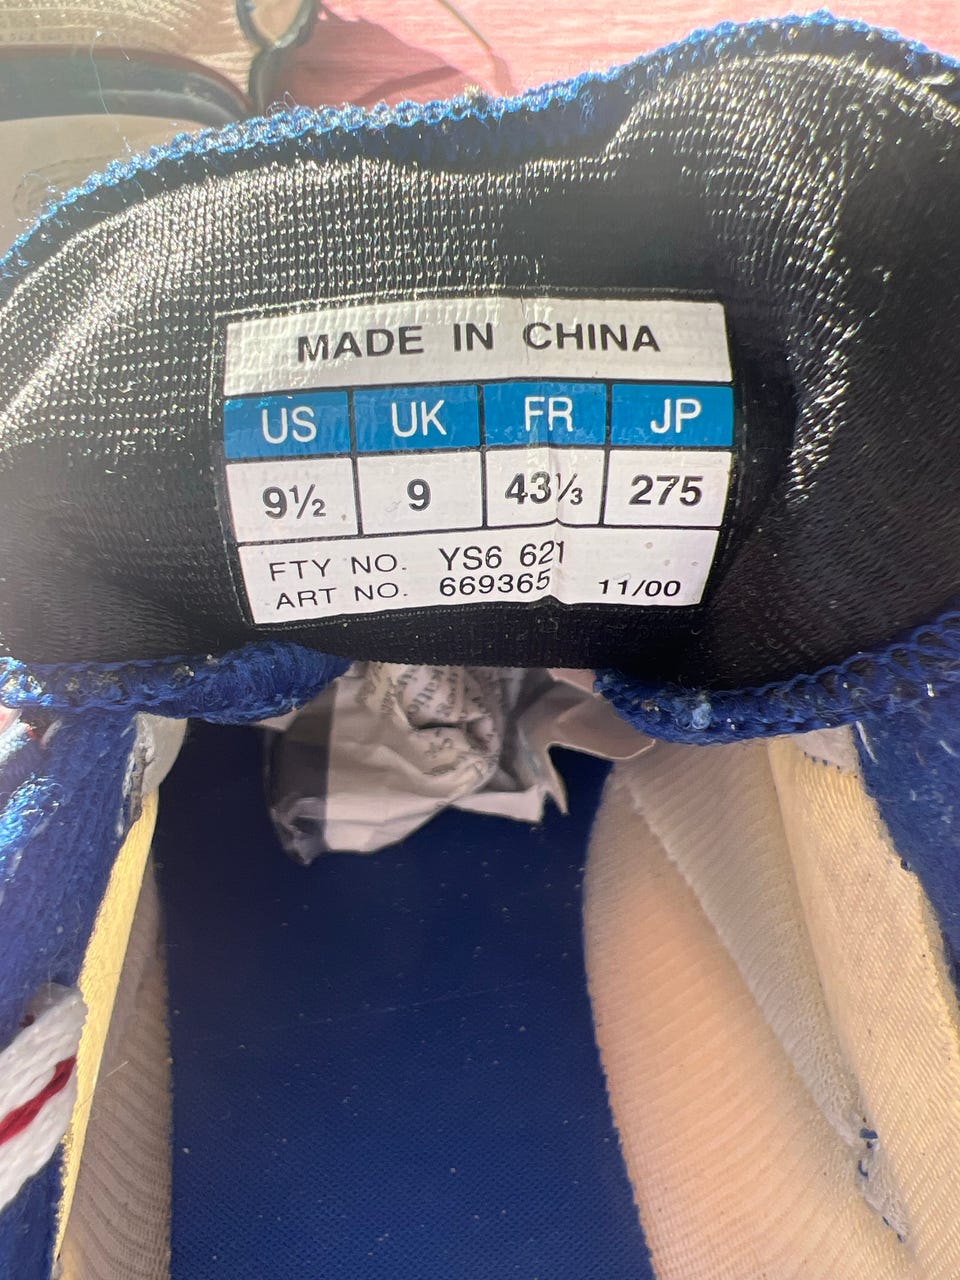 MADE IN CHINA
US UK FR JP
9½ 9 43⅓ 275
FTY NO. YS6 621
ART NO. 669365 11/00